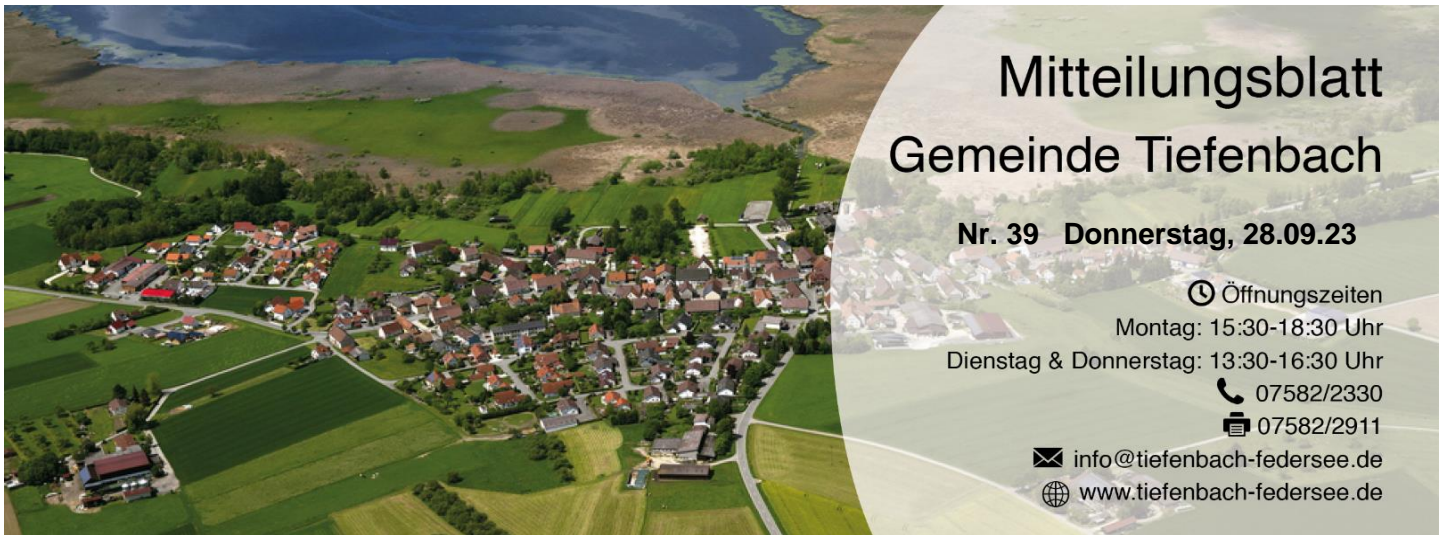 Mitteilungsblatt
Gemeinde Tiefenbach
Nr. 39 Donnerstag, 28.09.23
Öffnungszeiten
Montag: 15:30-18:30 Uhr
Dienstag & Donnerstag: 13:30-16:30 Uhr
07582/2330
07582/2911
info@tiefenbach-federsee.de
www.tiefenbach-federsee.de